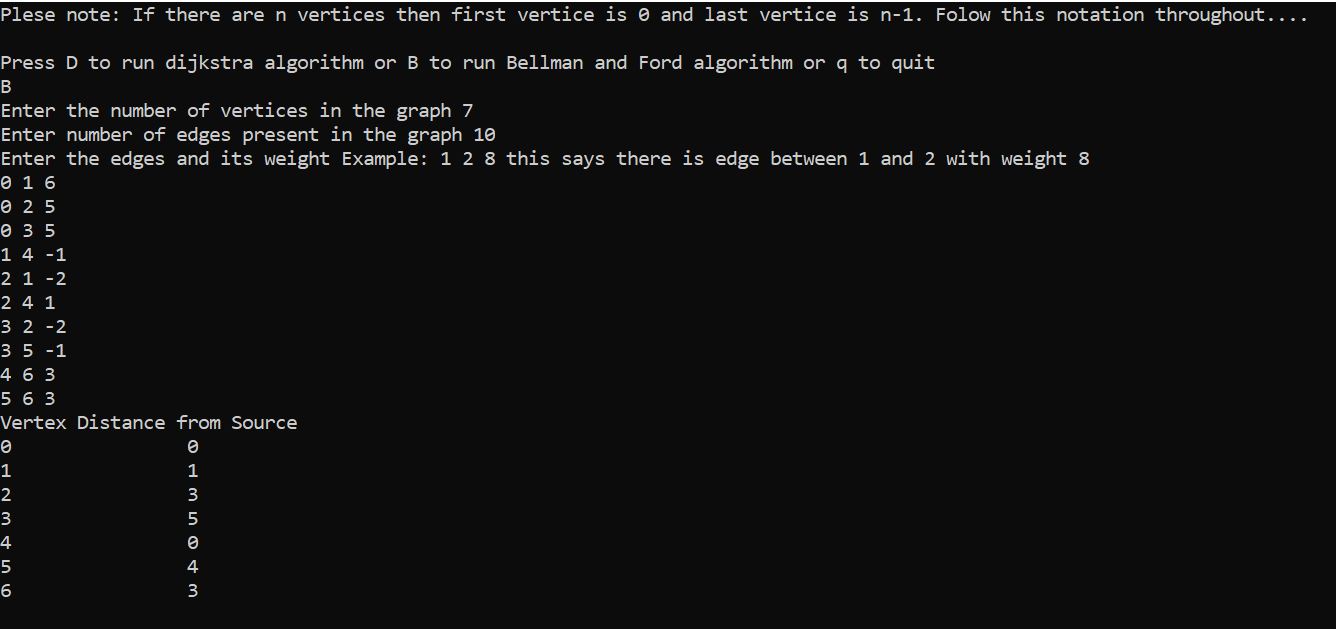 Plese note: If there are n vertices then first vertice is 0 and last vertice is n-1. Folow this notation throughout....
Press D to run dijkstra algorithm or B to run Bellman and Ford algorithm or q to quit
B
Enter the number of vertices in the graph 7
Enter number of edges present in the graph 10
Enter the edges and its weight Example: 1 2 8 this says there is edge between 1 and 2 with weight 8
0 1 6
0 2 5
0 3 5
1 4 -1
2 1 -2
2 4 1
3 2 -2
3 5 -1
4 6 3
5 6 3
Vertex Distance from Source
0 0
1 1
2 3
3 5
4 0
5 4
6 3